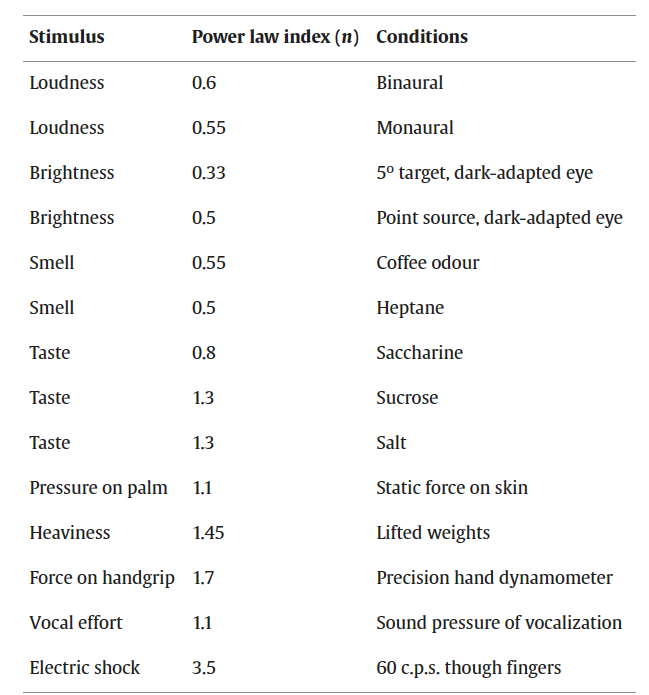 Stimulus Power law index (n) Conditions
Loudness 0.6 Binaural
Loudness 0.55 Monaural
Brightness 0.33 5º target, dark-adapted eye
Brightness 0.5 Point source, dark-adapted eye
Smell 0.55 Coffee odour
Smell 0.5 Heptane
Taste 0.8 Saccharine
Taste 1.3 Sucrose
Taste 1.3 Salt
Pressure on palm 1.1 Static force on skin
Heaviness 1.45 Lifted weights
Force on handgrip 1.7 Precision hand dynamometer
Vocal effort 1.1 Sound pressure of vocalization
Electric shock 3.5 60 c.p.s. though fingers